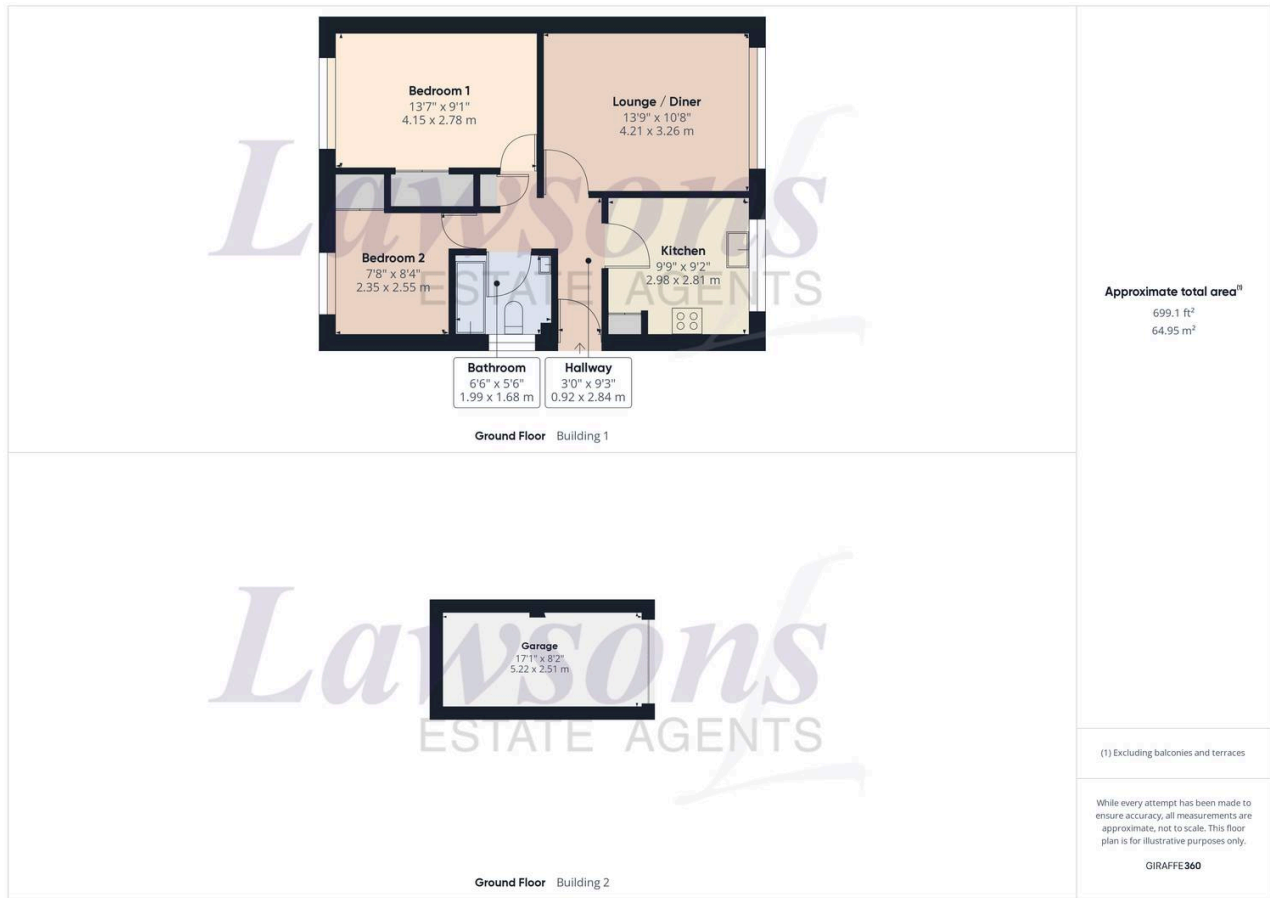 Bedroom 1
13'7" x 9'1"
4.15 x 2.78 m
Lounge / Diner
13'9" x 10'8"
4.21 x 3.26 m
Lawsons
ESTATE AGENTS
Bedroom 2
7'8" x 8'4"
2.35 x 2.55 m
Kitchen
9'9" x 9'2"
2.98 x 2.81 m
Bathroom
6'6" x 5'6"
1.99 x 1.68 m
Hallway
3'0" x 9'3"
0.92 x 2.84 m
Ground Floor Building 1
Lawsons
ESTATE AGENTS
Garage
17'1" x 8'2"
5.22 x 2.51 m
Ground Floor Building 2
Approximate total area⁽¹⁾
699.1 ft²
64.95 m²
(1) Excluding balconies and terraces
While every attempt has been made to
ensure accuracy, all measurements are
approximate, not to scale. This floor
plan is for illustrative purposes only.
GIRAFFE360